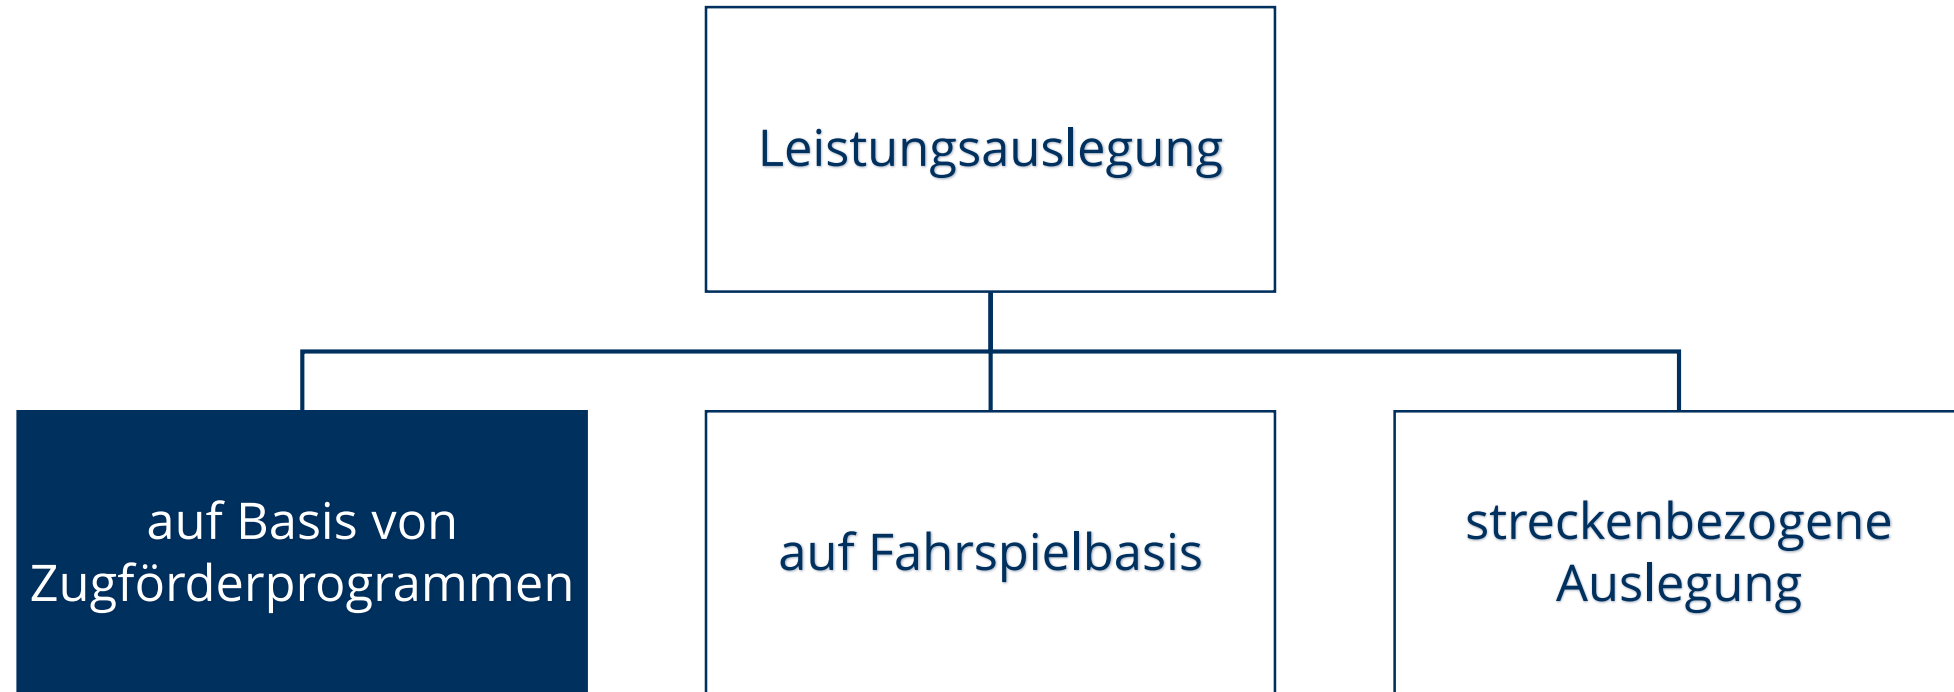 Leistungsauslegung
auf Basis von
Zugförderprogrammen
auf Fahrspielbasis
streckenbezogene
Auslegung